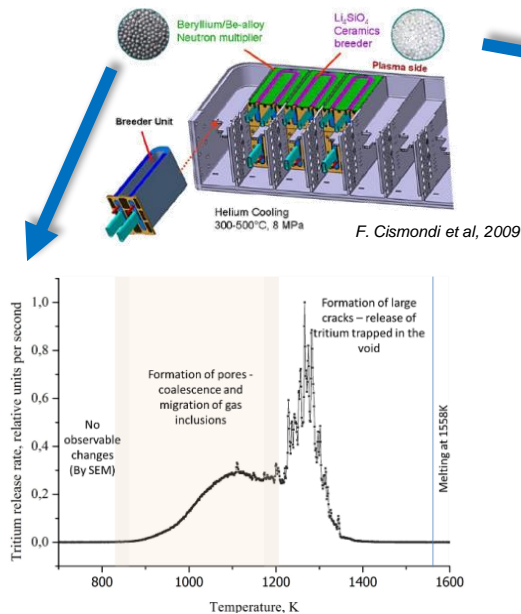 Beryllium/Be-alloy
Neutron multiplier
Li₄SiO₄
Ceramics
breeder
Plasma side
Breeder Unit
Helium Cooling
300-500°C, 8 MPa
F. Cismondi et al, 2009
Tritium release rate, relative units per second
1,0
0,8
0,6
0,4
0,2
0,0
No
observable
changes
(By SEM)
Formation of pores -
coalescence and
migration of gas
inclusions
Formation of large
cracks – release of
tritium trapped in the
void
Melting at 1558K
800
1000
1200
1400
1600
Temperature, K